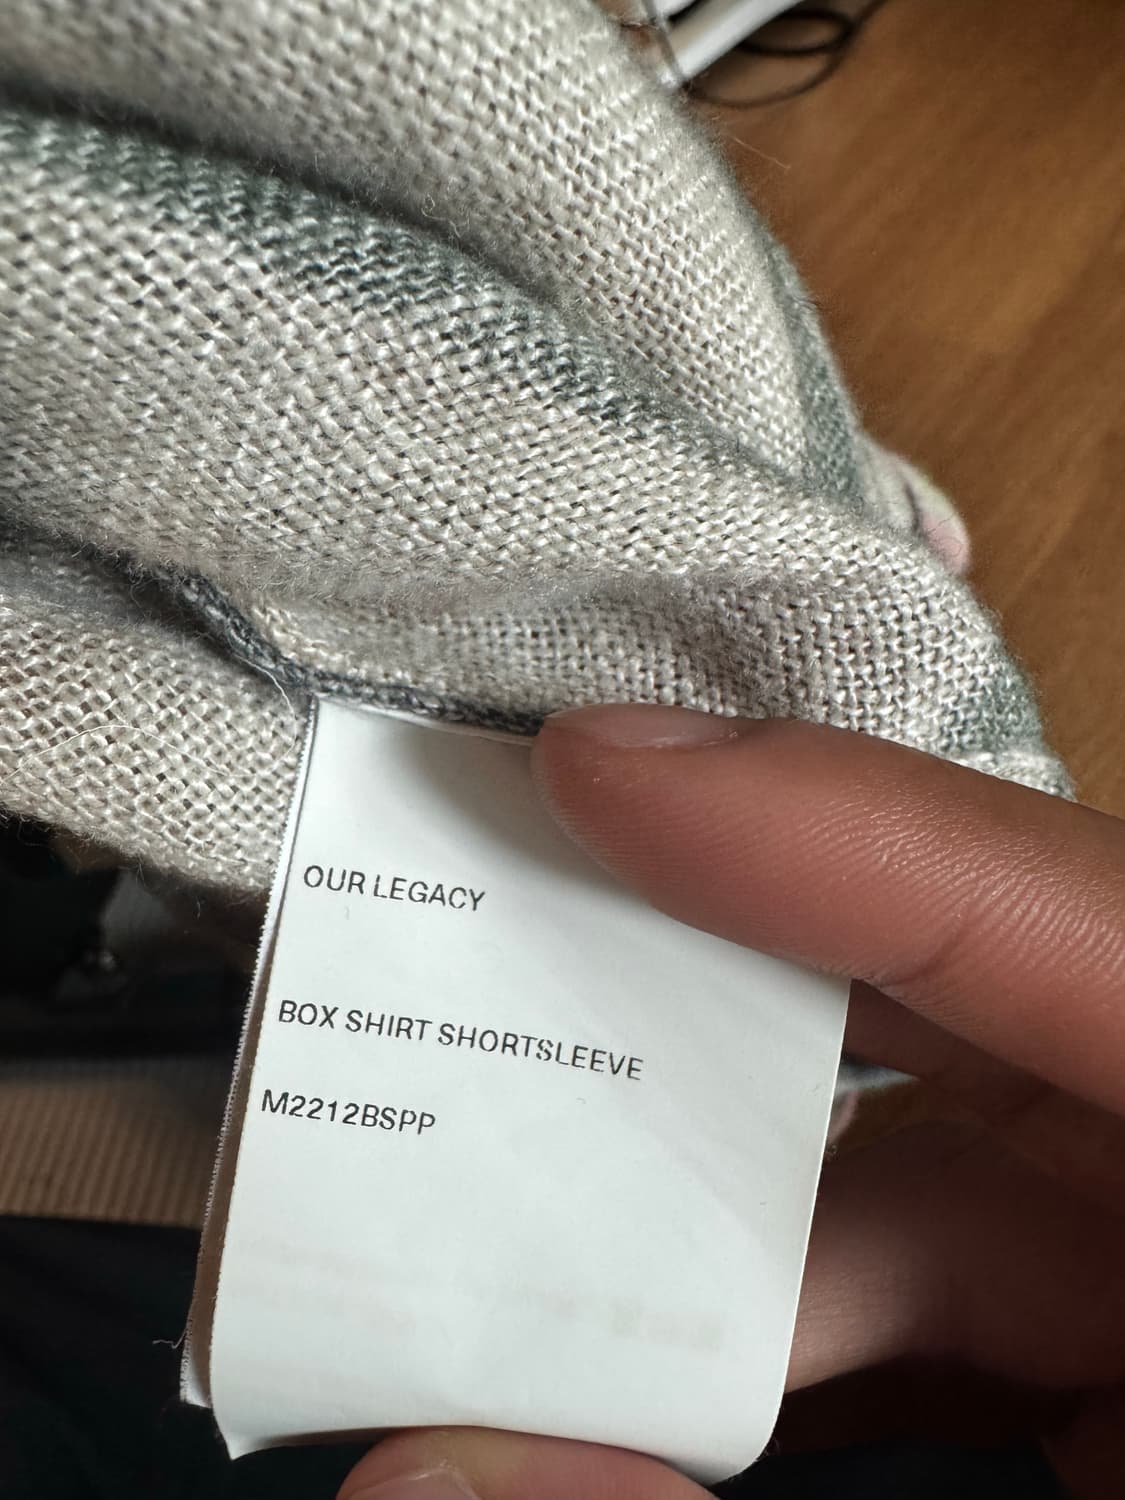 OUR LEGACY
BOX SHIRT SHORTSLEEVE
M2212BSPP